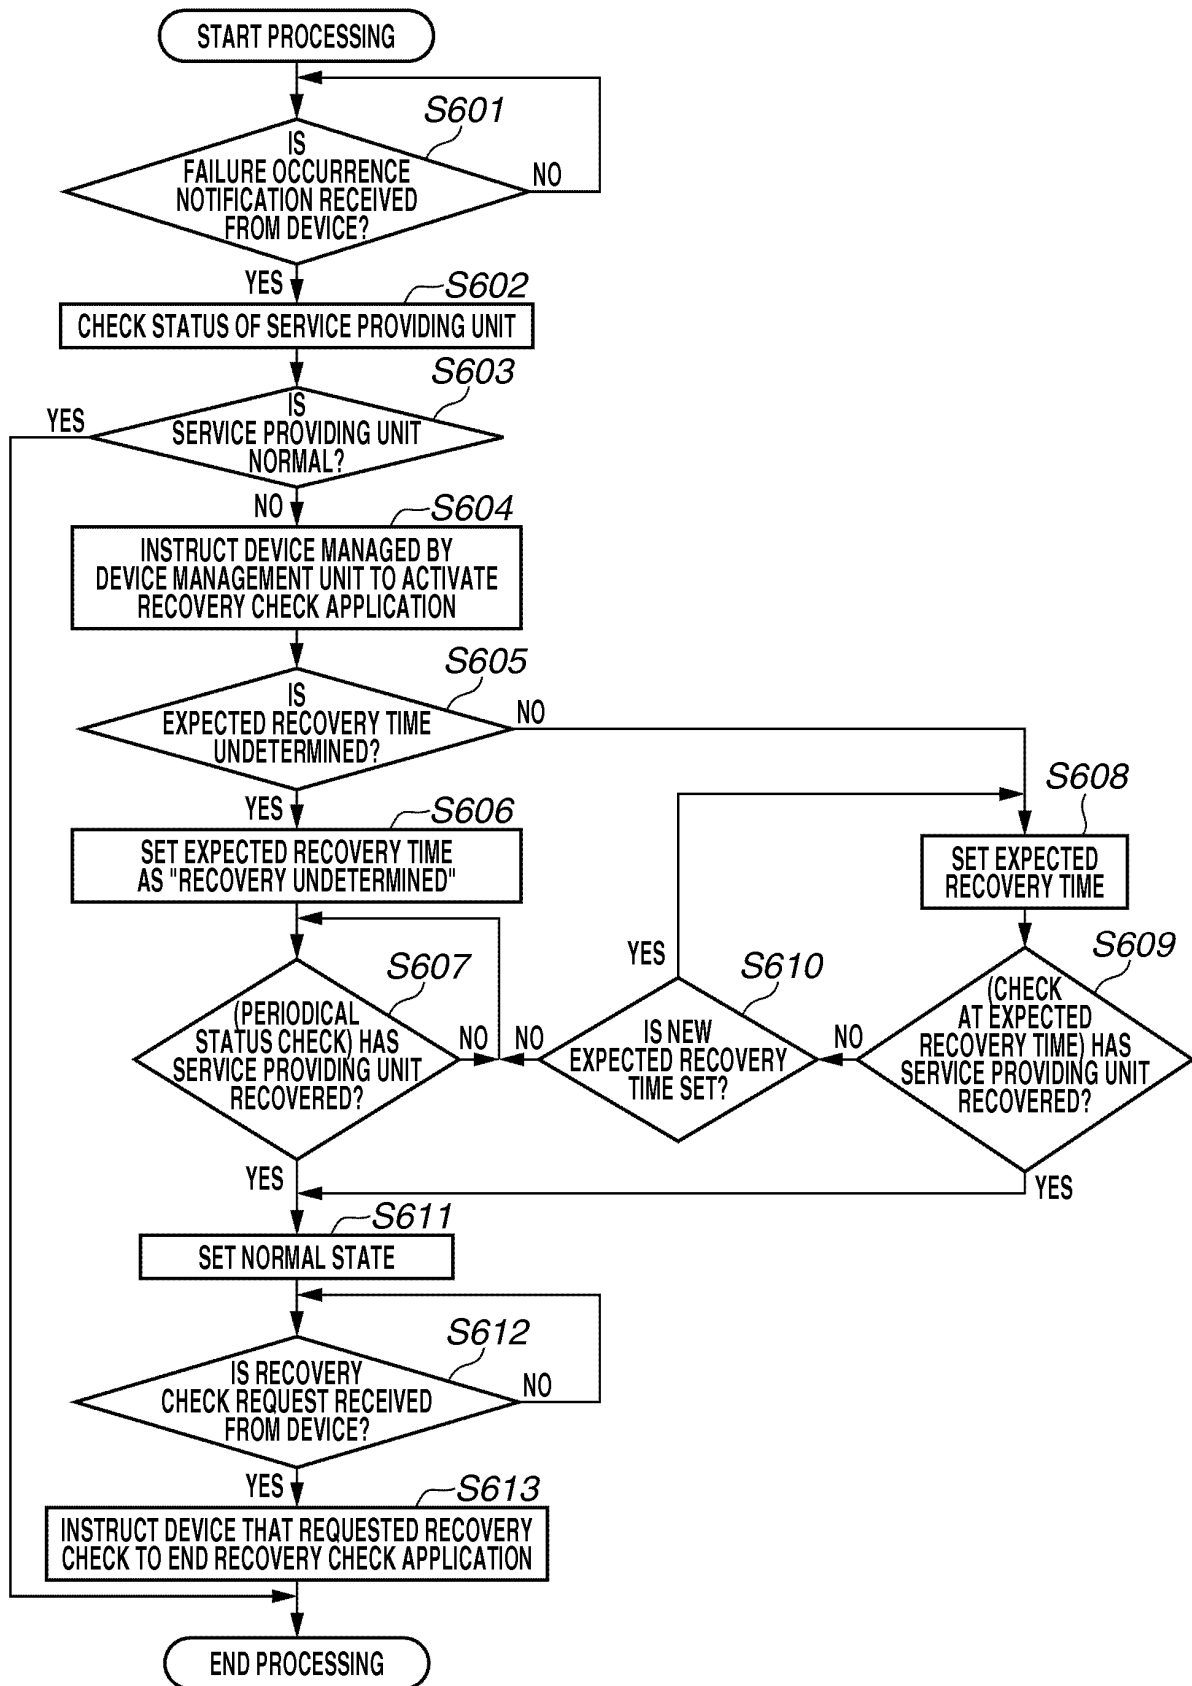 START PROCESSING
S601
IS
FAILURE OCCURRENCE
NOTIFICATION RECEIVED
FROM DEVICE?
NO
YES
S602
CHECK STATUS OF SERVICE PROVIDING UNIT
S603
YES
IS
SERVICE PROVIDING UNIT
NORMAL?
NO
S604
INSTRUCT DEVICE MANAGED BY
DEVICE MANAGEMENT UNIT TO ACTIVATE
RECOVERY CHECK APPLICATION
S605
IS
EXPECTED RECOVERY TIME
UNDETERMINED?
NO
YES
S606
SET EXPECTED RECOVERY TIME
AS "RECOVERY UNDETERMINED"
S608
SET EXPECTED
RECOVERY TIME
S607
(PERIODICAL
STATUS CHECK) HAS
SERVICE PROVIDING UNIT
RECOVERED?
NO
YES
S610
YES
IS NEW
EXPECTED RECOVERY
TIME SET?
NO
S609
(CHECK
AT EXPECTED
RECOVERY TIME) HAS
SERVICE PROVIDING UNIT
RECOVERED?
NO
YES
S611
SET NORMAL STATE
S612
IS RECOVERY
CHECK REQUEST RECEIVED
FROM DEVICE?
NO
YES
S613
INSTRUCT DEVICE THAT REQUESTED RECOVERY
CHECK TO END RECOVERY CHECK APPLICATION
END PROCESSING